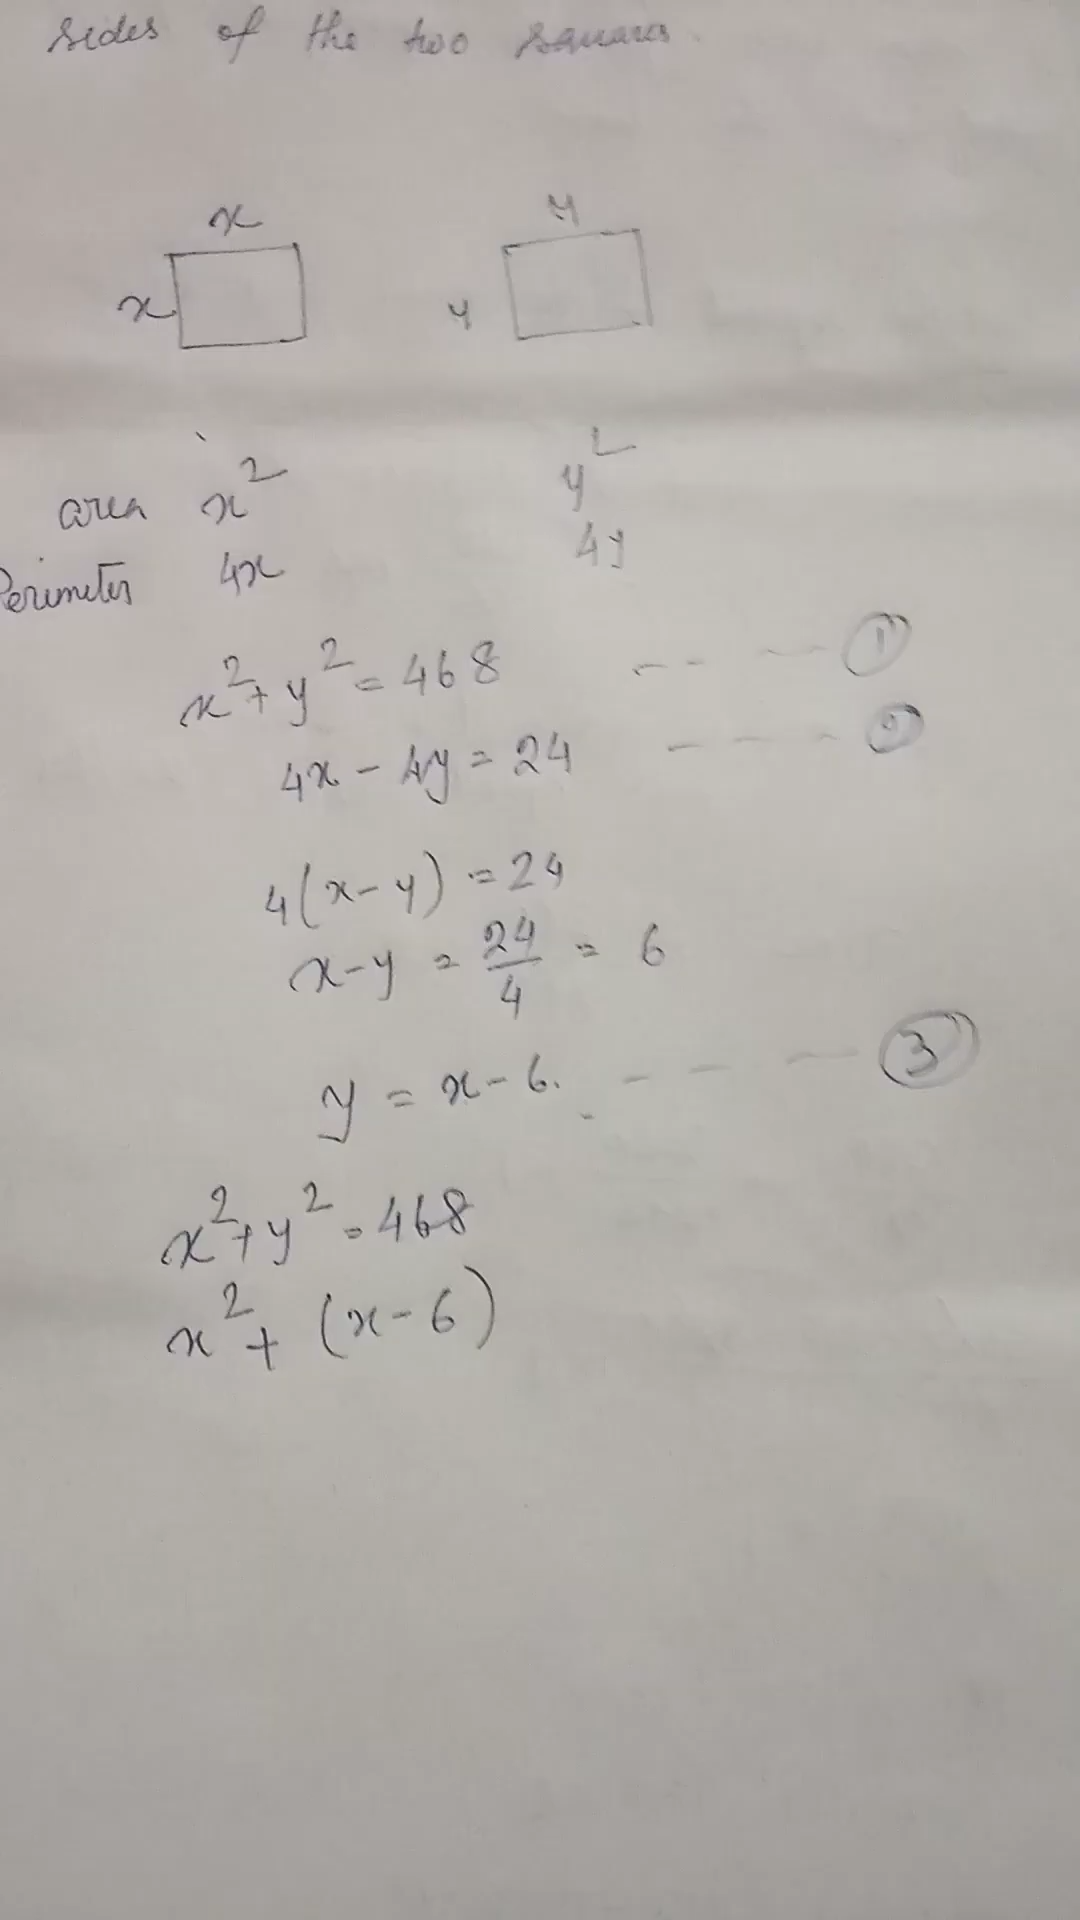 sides of the two squares.
x y
x y
area x² y²
Perimeter 4x 4y
x² + y² = 468 -- -- ①
4x - 4y = 24 - - - ②
4(x - y) = 24
x - y = 24/4 = 6
y = x - 6. - - - ③
x² + y² = 468
x² + (x - 6)